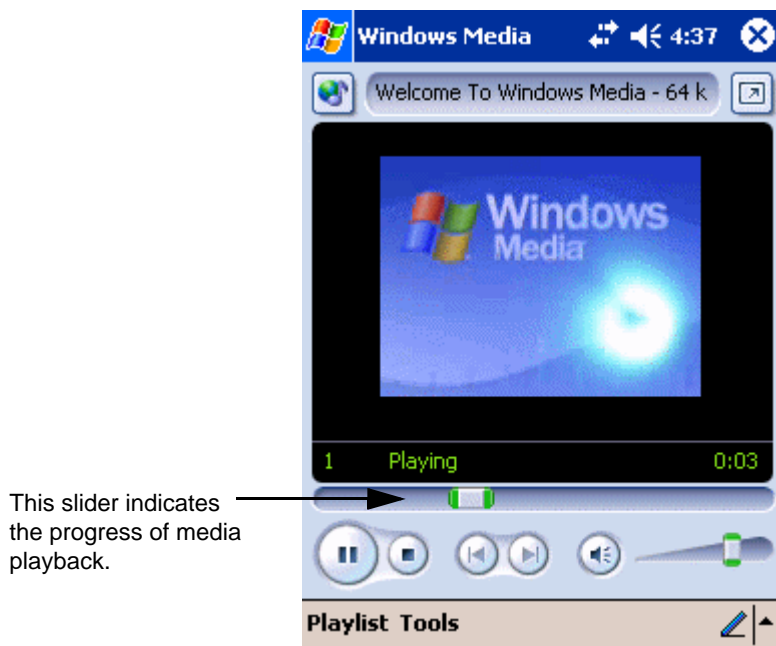 Windows Media 4:37
Welcome To Windows Media - 64 k
Windows
Media
1 Playing 0:03
This slider indicates
the progress of media
playback.
Playlist Tools